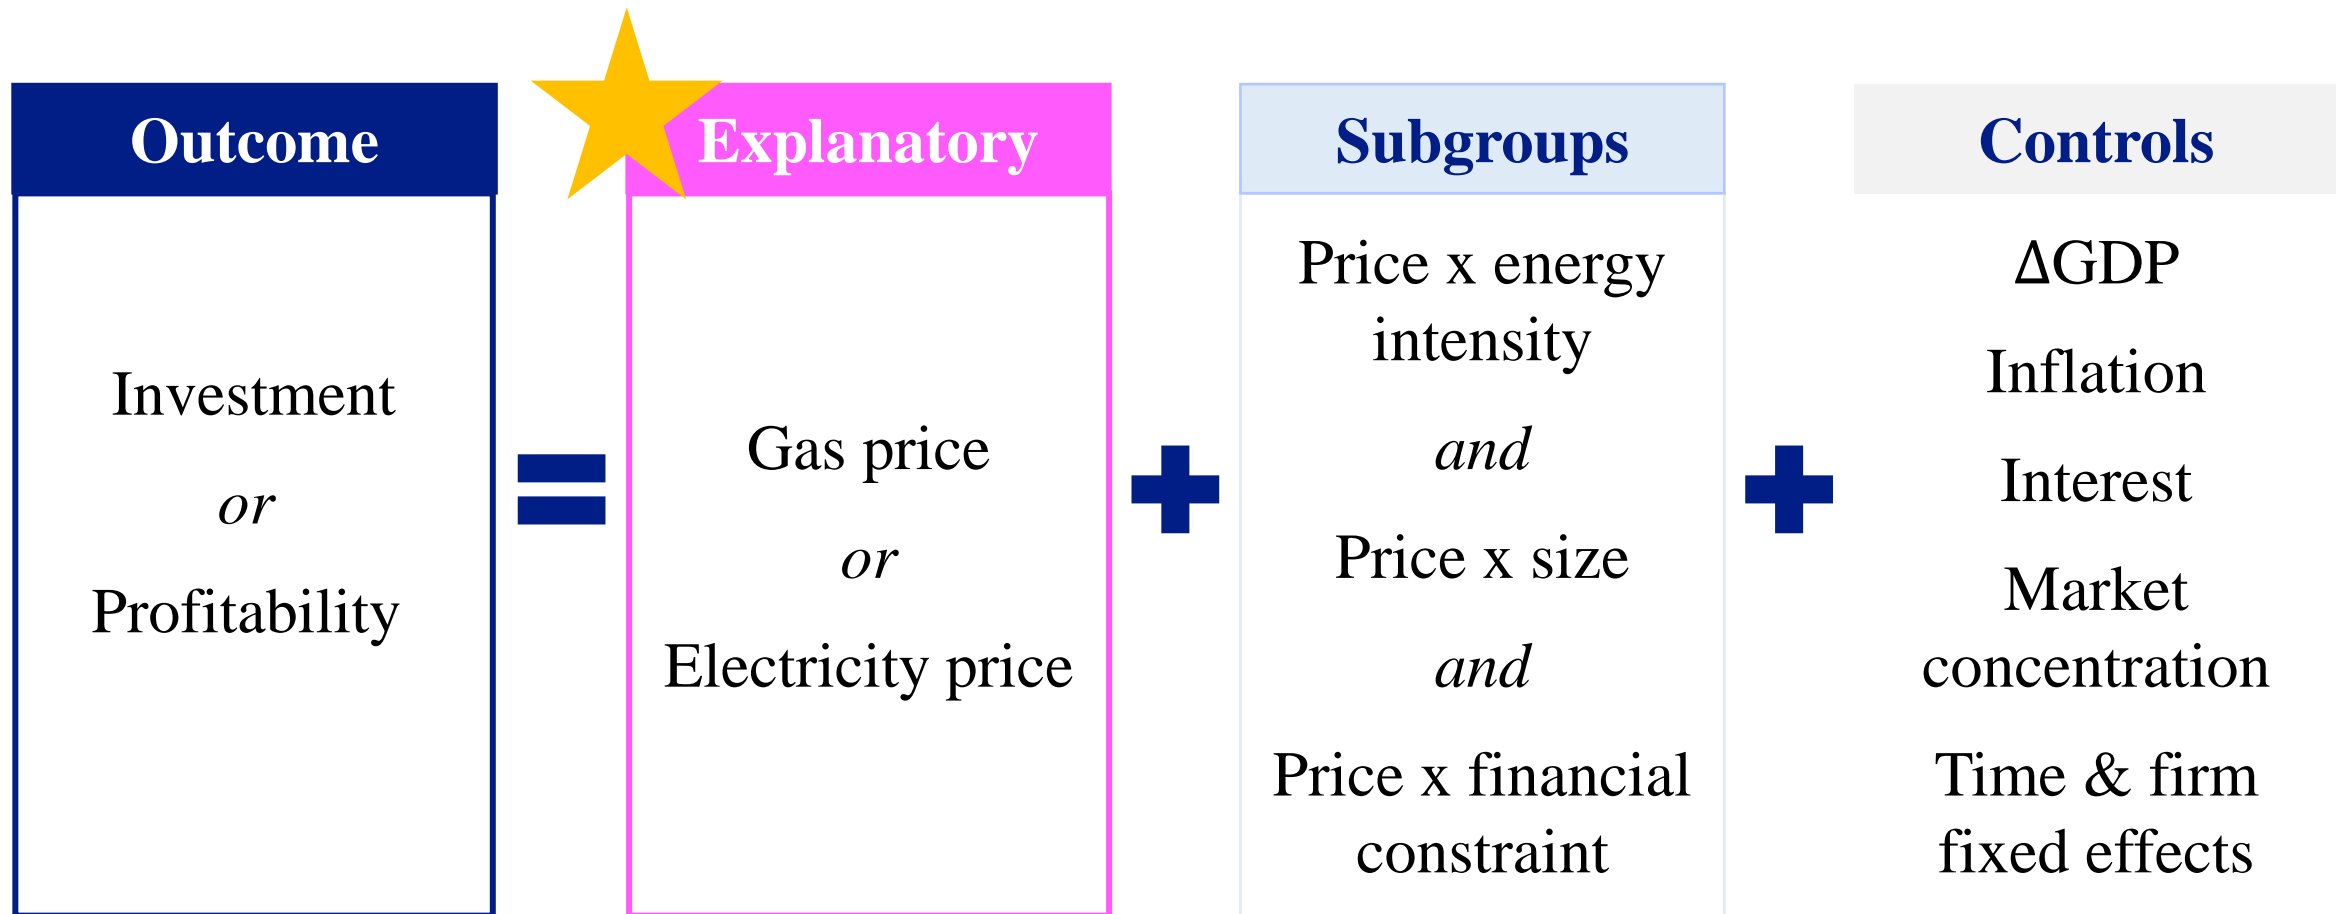 Outcome
Investment
or
Profitability
Explanatory
Gas price
or
Electricity price
Subgroups
Price x energy
intensity
and
Price x size
and
Price x financial
constraint
Controls
ΔGDP
Inflation
Interest
Market
concentration
Time & firm
fixed effects